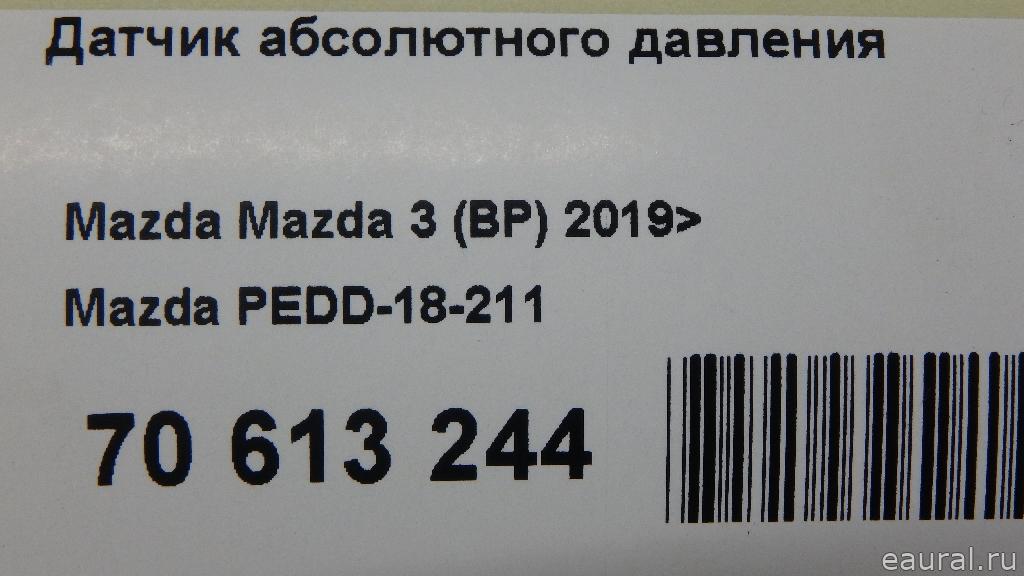 Датчик абсолютного давления
Mazda Mazda 3 (BP) 2019>
Mazda PEDD-18-211
70 613 244
eaural.ru